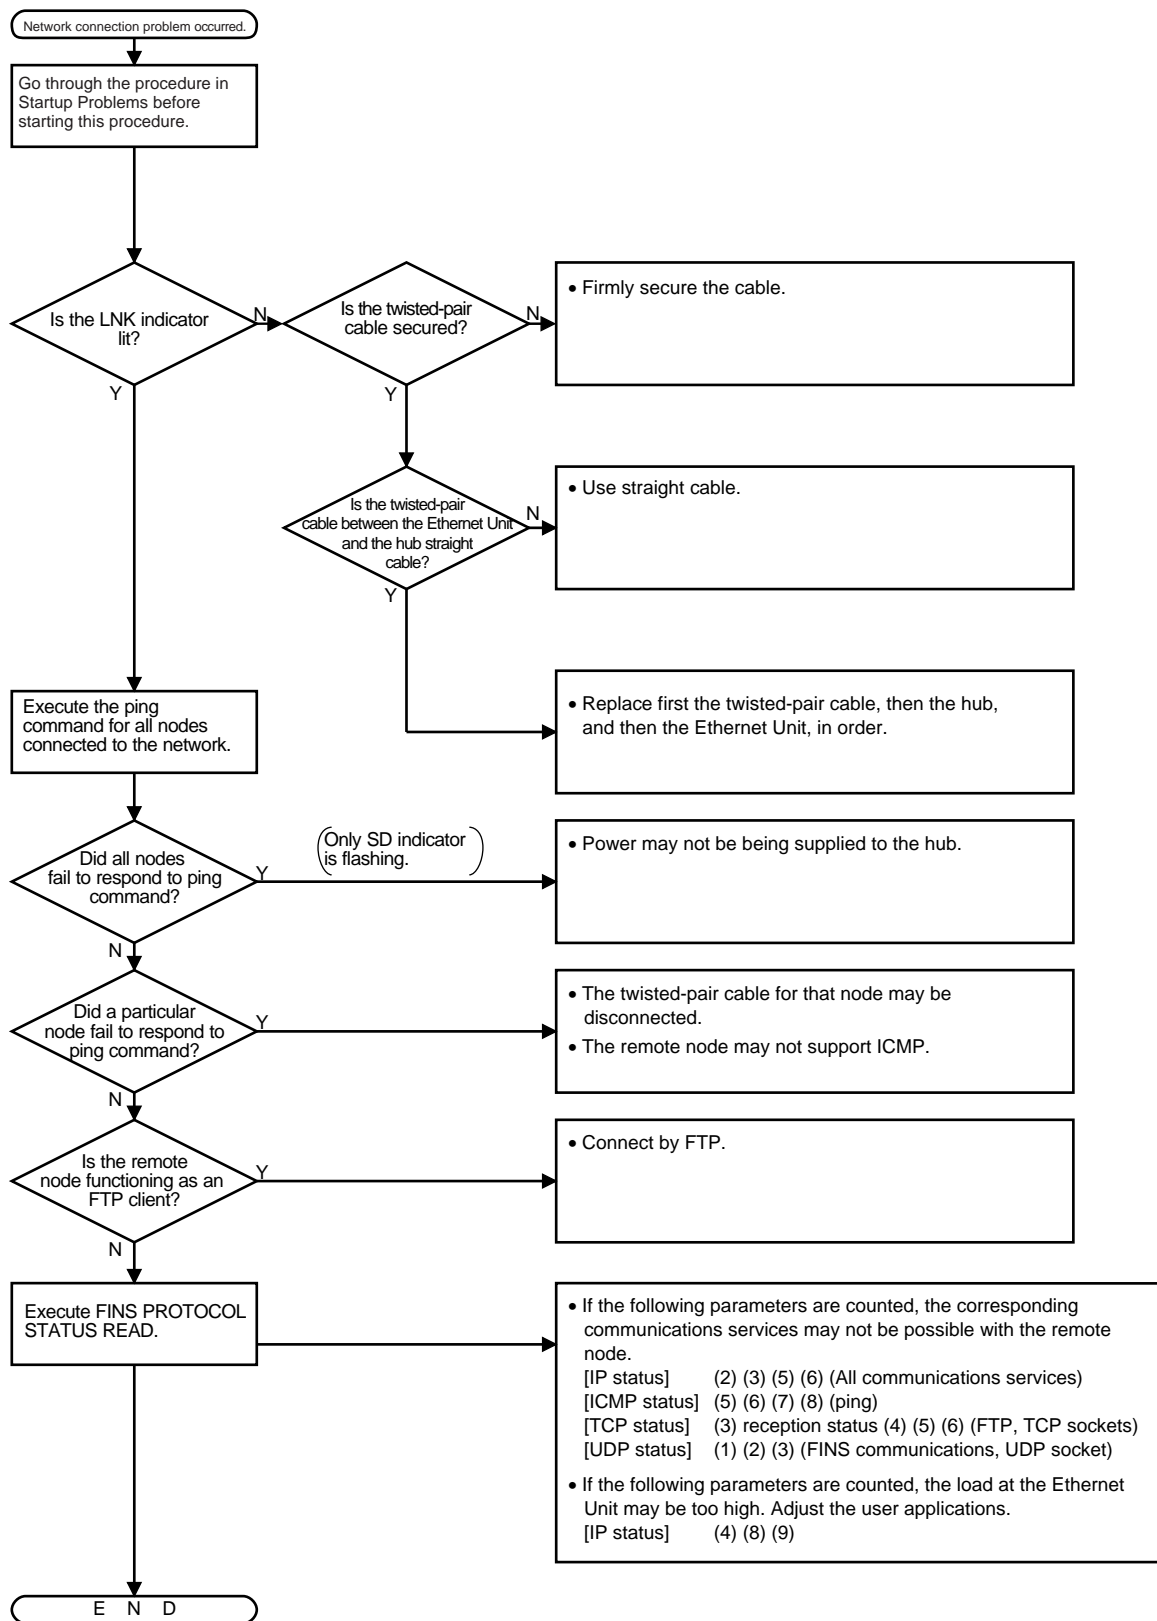 Network connection problem occurred.
Go through the procedure in
Startup Problems before
starting this procedure.
Is the LNK indicator
lit?
N
Y
Is the twisted-pair
cable secured?
N
Y
• Firmly secure the cable.
Is the twisted-pair
cable between the Ethernet Unit
and the hub straight
cable?
N
Y
• Use straight cable.
• Replace first the twisted-pair cable, then the hub,
and then the Ethernet Unit, in order.
Execute the ping
command for all nodes
connected to the network.
Did all nodes
fail to respond to ping
command?
Y
N
(Only SD indicator
is flashing.)
• Power may not be being supplied to the hub.
Did a particular
node fail to respond to
ping command?
Y
N
• The twisted-pair cable for that node may be
disconnected.
• The remote node may not support ICMP.
Is the remote
node functioning as an
FTP client?
Y
N
• Connect by FTP.
Execute FINS PROTOCOL
STATUS READ.
• If the following parameters are counted, the corresponding
communications services may not be possible with the remote
node.
[IP status] (2) (3) (5) (6) (All communications services)
[ICMP status] (5) (6) (7) (8) (ping)
[TCP status] (3) reception status (4) (5) (6) (FTP, TCP sockets)
[UDP status] (1) (2) (3) (FINS communications, UDP socket)
• If the following parameters are counted, the load at the Ethernet
Unit may be too high. Adjust the user applications.
[IP status] (4) (8) (9)
E N D